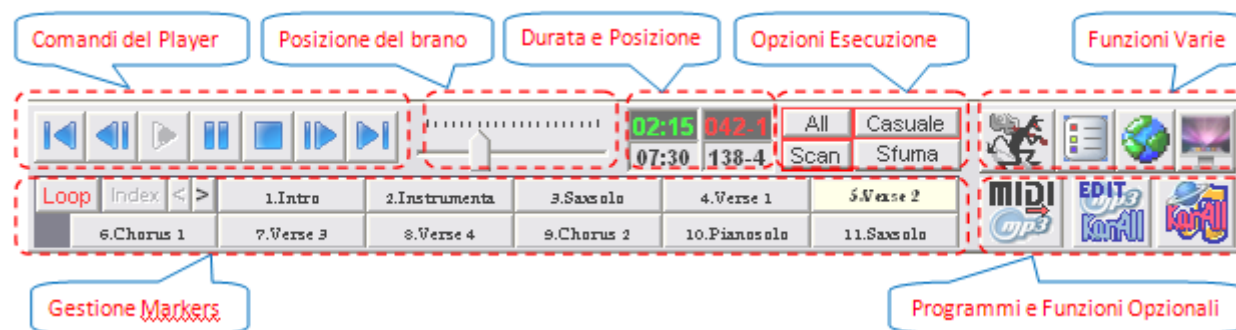 Comandi del Player
Posizione del brano
Durata e Posizione
Opzioni Esecuzione
Funzioni Varie
02:15 042-1
07:30 138-4
All Casuale
Scan Sfuma
Loop Index < > 1.Intro 2.Instrumenta 3.Saxsolo 4.Verse 1 5.Verse 2
6.Chorus 1 7.Verse 3 8.Verse 4 9.Chorus 2 10.Pianosolo 11.Saxsolo
MIDI mp3
EDIT mp3 KarAll
KarAll
Gestione Markers
Programmi e Funzioni Opzionali